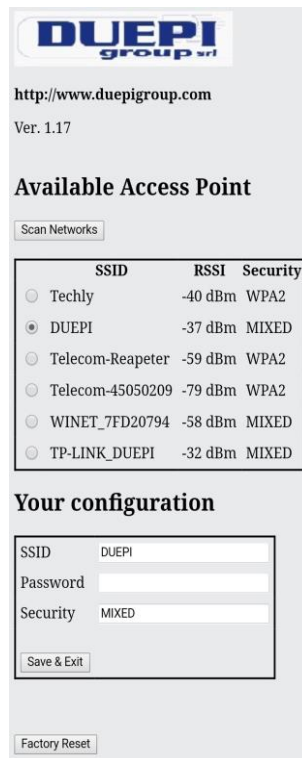 DUEPI
group srl
http://www.duepigroup.com
Ver. 1.17
Available Access Point
Scan Networks
SSID RSSI Security
Techly -40 dBm WPA2
DUEPI -37 dBm MIXED
Telecom-Reapeter -59 dBm WPA2
Telecom-45050209 -79 dBm WPA2
WINET_7FD20794 -58 dBm MIXED
TP-LINK_DUEPI -32 dBm MIXED
Your configuration
SSID DUEPI
Password
Security MIXED
Save & Exit
Factory Reset